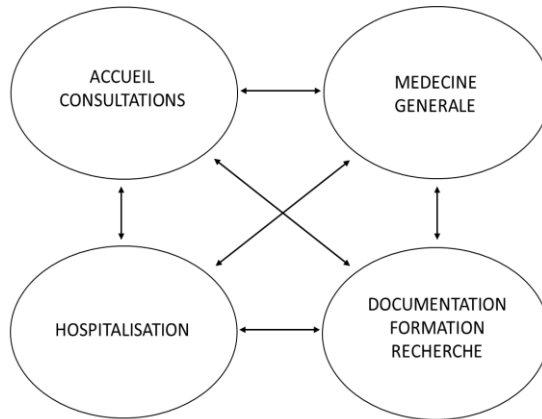 ACCUEIL
CONSULTATIONS
MEDECINE
GENERALE
HOSPITALISATION
DOCUMENTATION
FORMATION
RECHERCHE